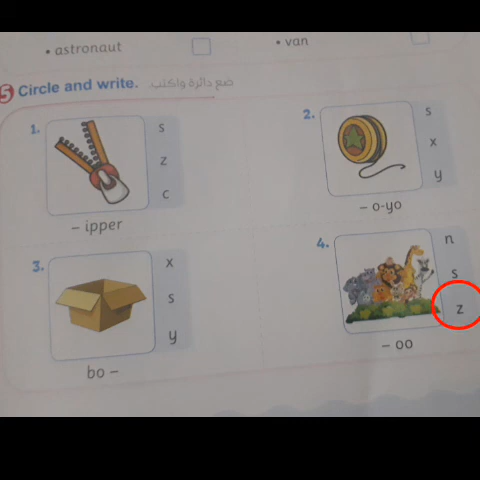 • astronaut
• van
5 Circle and write. ضع دائرة واكتب.
1.
s
z
c
– ipper
2.
s
x
y
– o-yo
3.
x
s
y
bo –
4.
n
s
z
– oo